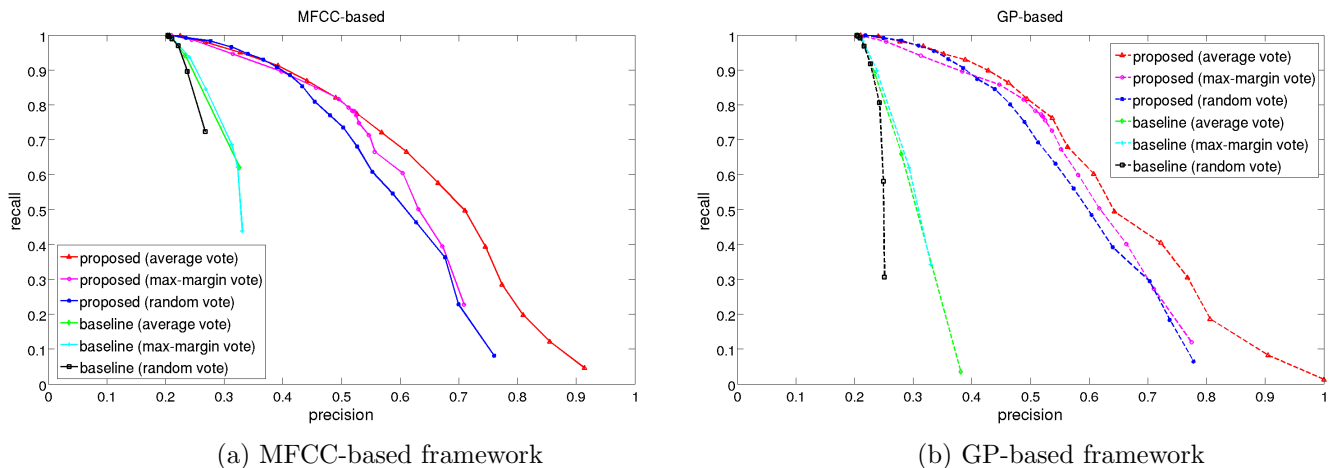 MFCC-based
1
0.9
0.8
0.7
0.6
0.5
0.4
0.3
0.2
0.1
0
recall
proposed (average vote)
proposed (max-margin vote)
proposed (random vote)
baseline (average vote)
baseline (max-margin vote)
baseline (random vote)
0 0.1 0.2 0.3 0.4 0.5 0.6 0.7 0.8 0.9 1
precision
(a) MFCC-based framework
GP-based
1
0.9
0.8
0.7
0.6
0.5
0.4
0.3
0.2
0.1
0
recall
proposed (average vote)
proposed (max-margin vote)
proposed (random vote)
baseline (average vote)
baseline (max-margin vote)
baseline (random vote)
0 0.1 0.2 0.3 0.4 0.5 0.6 0.7 0.8 0.9 1
precision
(b) GP-based framework